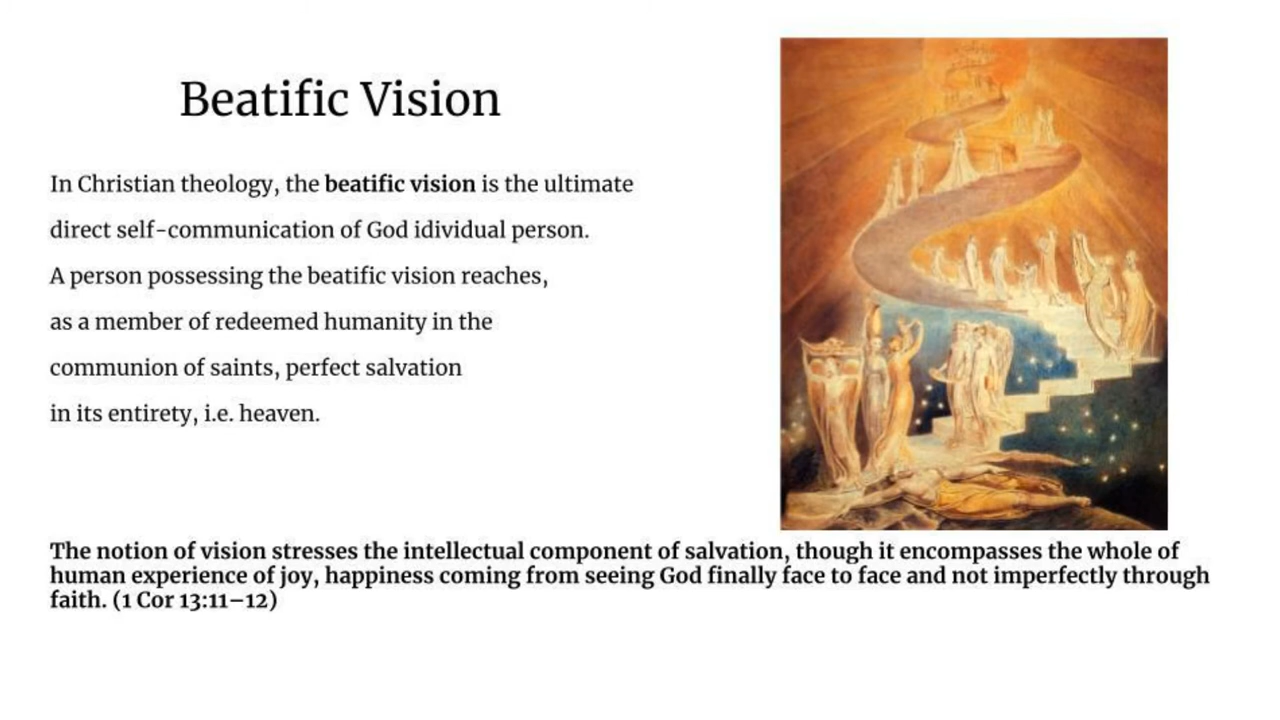 Beatific Vision
In Christian theology, the beatific vision is the ultimate
direct self-communication of God idividual person.
A person possessing the beatific vision reaches,
as a member of redeemed humanity in the
communion of saints, perfect salvation
in its entirety, i.e. heaven.
The notion of vision stresses the intellectual component of salvation, though it encompasses the whole of
human experience of joy, happiness coming from seeing God finally face to face and not imperfectly through
faith. (1 Cor 13:11–12)